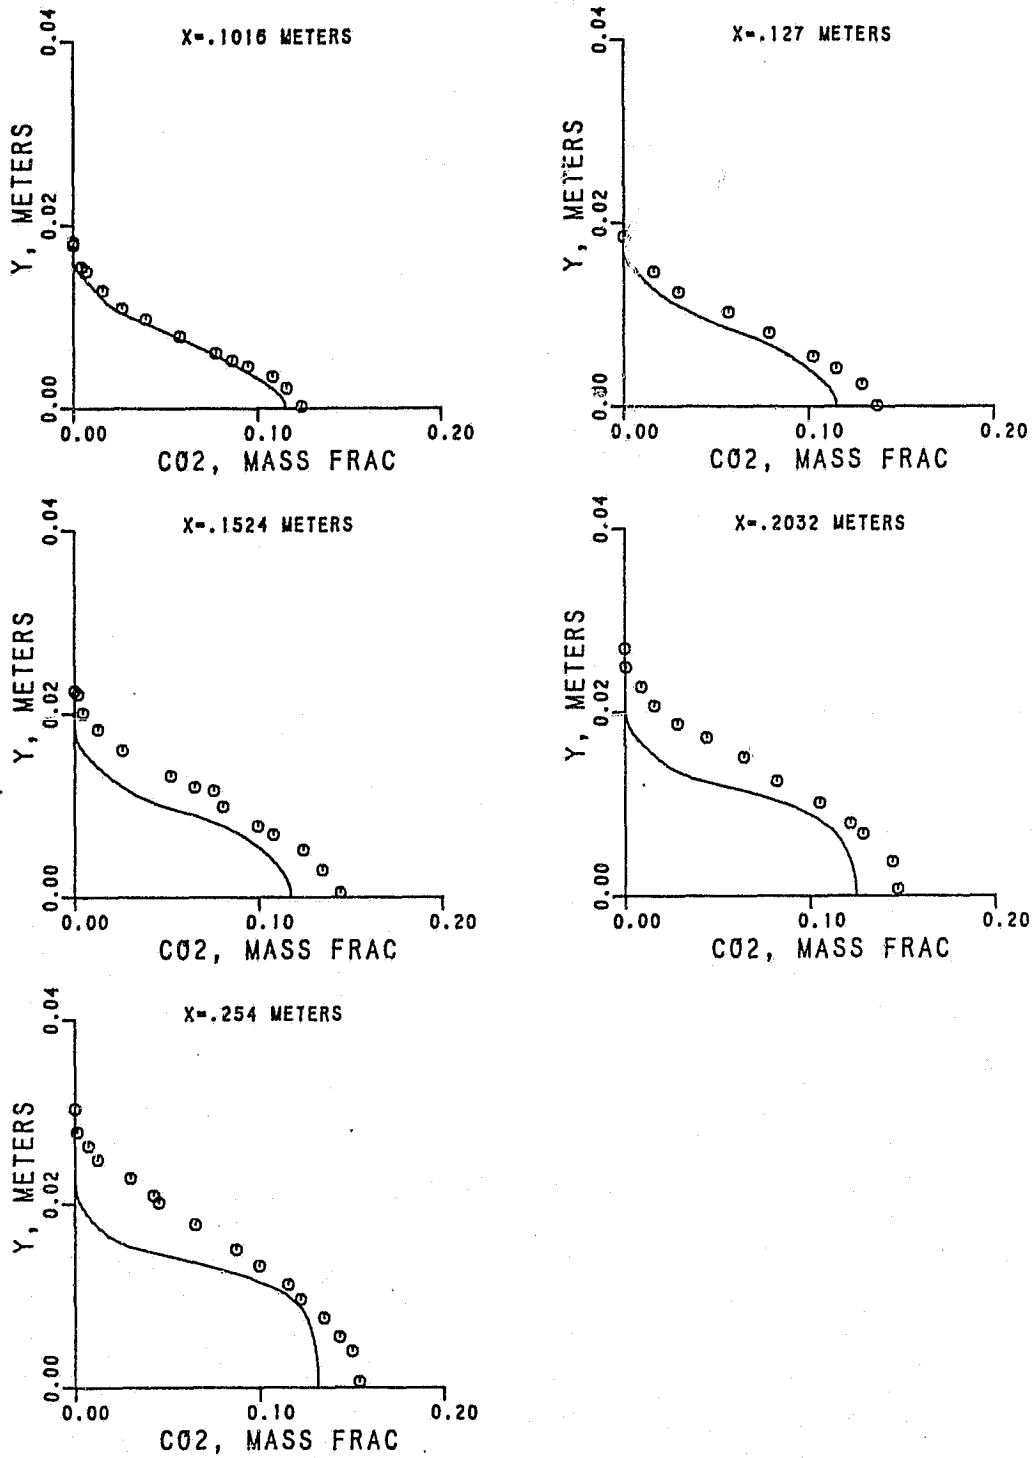 X=.1016 METERS
0.04
0.02
0.00
Y, METERS
0.00 0.10 0.20
CO2, MASS FRAC
X=.127 METERS
0.04
0.02
0.00
Y, METERS
0.00 0.10 0.20
CO2, MASS FRAC
X=.1524 METERS
0.04
0.02
0.00
Y, METERS
0.00 0.10 0.20
CO2, MASS FRAC
X=.2032 METERS
0.04
0.02
0.00
Y, METERS
0.00 0.10 0.20
CO2, MASS FRAC
X=.254 METERS
0.04
0.02
0.00
Y, METERS
0.00 0.10 0.20
CO2, MASS FRAC